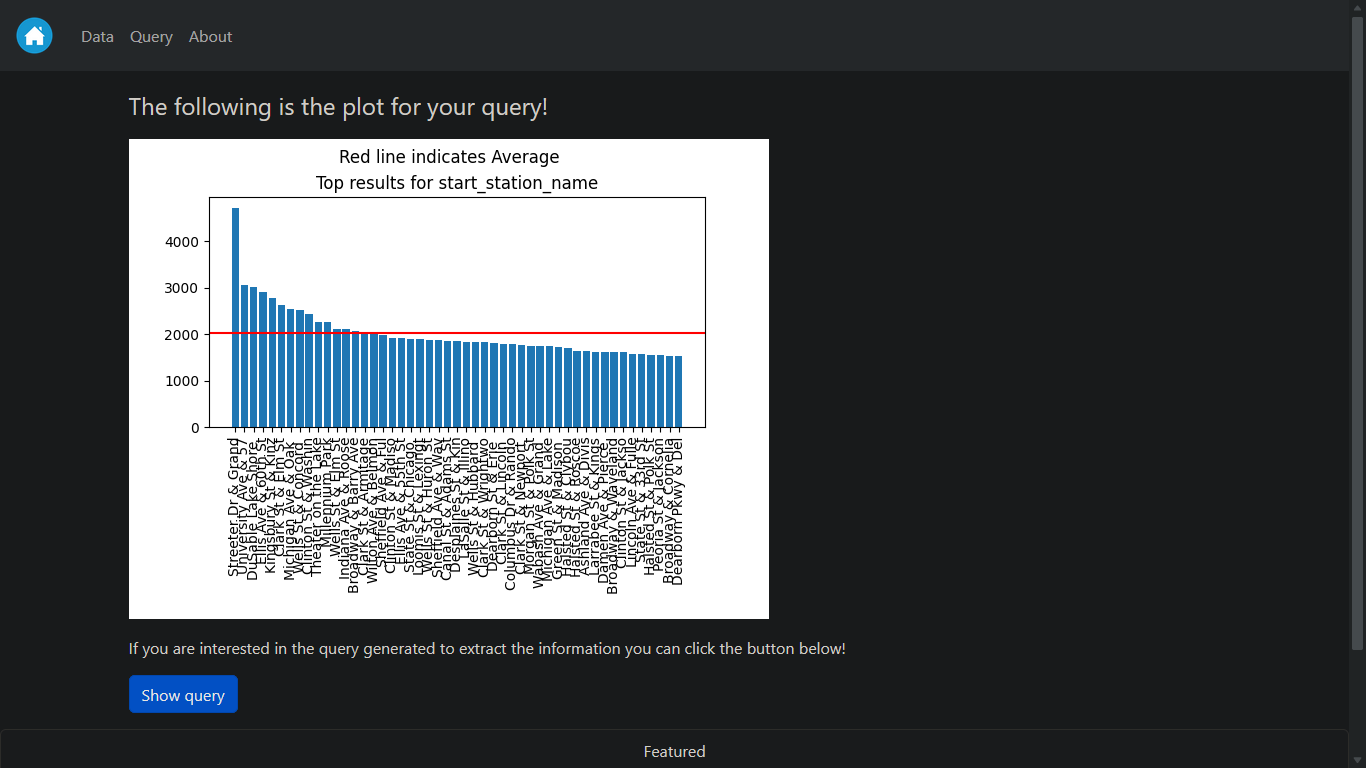 Data Query About
The following is the plot for your query!
Red line indicates Average
Top results for start_station_name
4000
3000
2000
1000
0
Streeter Dr & Grand
University Ave & 57
DuSable Lake Shore
Ellis Ave & 60th St
Kingsbury St & Kinz
Clark St & Elm St
Michigan Ave & Oak
Wells St & Concord
Clinton St & Washin
Theater on the Lake
Millennium Park
Wells St & Elm St
Indiana Ave & Roose
Broadway & Barry Ave
Clark St & Armitage
Wilton Ave & Belmon
Sheffield Ave & Ful
Clinton St & Madiso
Ellis Ave & 55th St
State St & Chicago
Loomis St & Lexingt
Wells St & Huron St
Sheffield Ave & Wav
Canal St & Adams St
Desplaines St & Kin
LaSalle St & Illino
Wells St & Hubbard
Clark St & Wrightwo
Dearborn St & Erie
Clark St & Lincoln
Columbus Dr & Rando
Clark St & Newport
Morgan St & Polk St
Wabash Ave & Grand
Michigan Ave & Lake
Green St & Madison
Halsted St & Clybou
Halsted St & Roscoe
Ashland Ave & Divis
Larrabee St & Kings
Damen Ave & Pierce
Broadway & Waveland
Clinton St & Jackso
Lincoln Ave & Fulle
State St & 33rd St
Halsted St & Polk St
Peoria St & Jackson
Broadway & Cornelia
Dearborn Pkwy & Del
If you are interested in the query generated to extract the information you can click the button below!
Show query
Featured